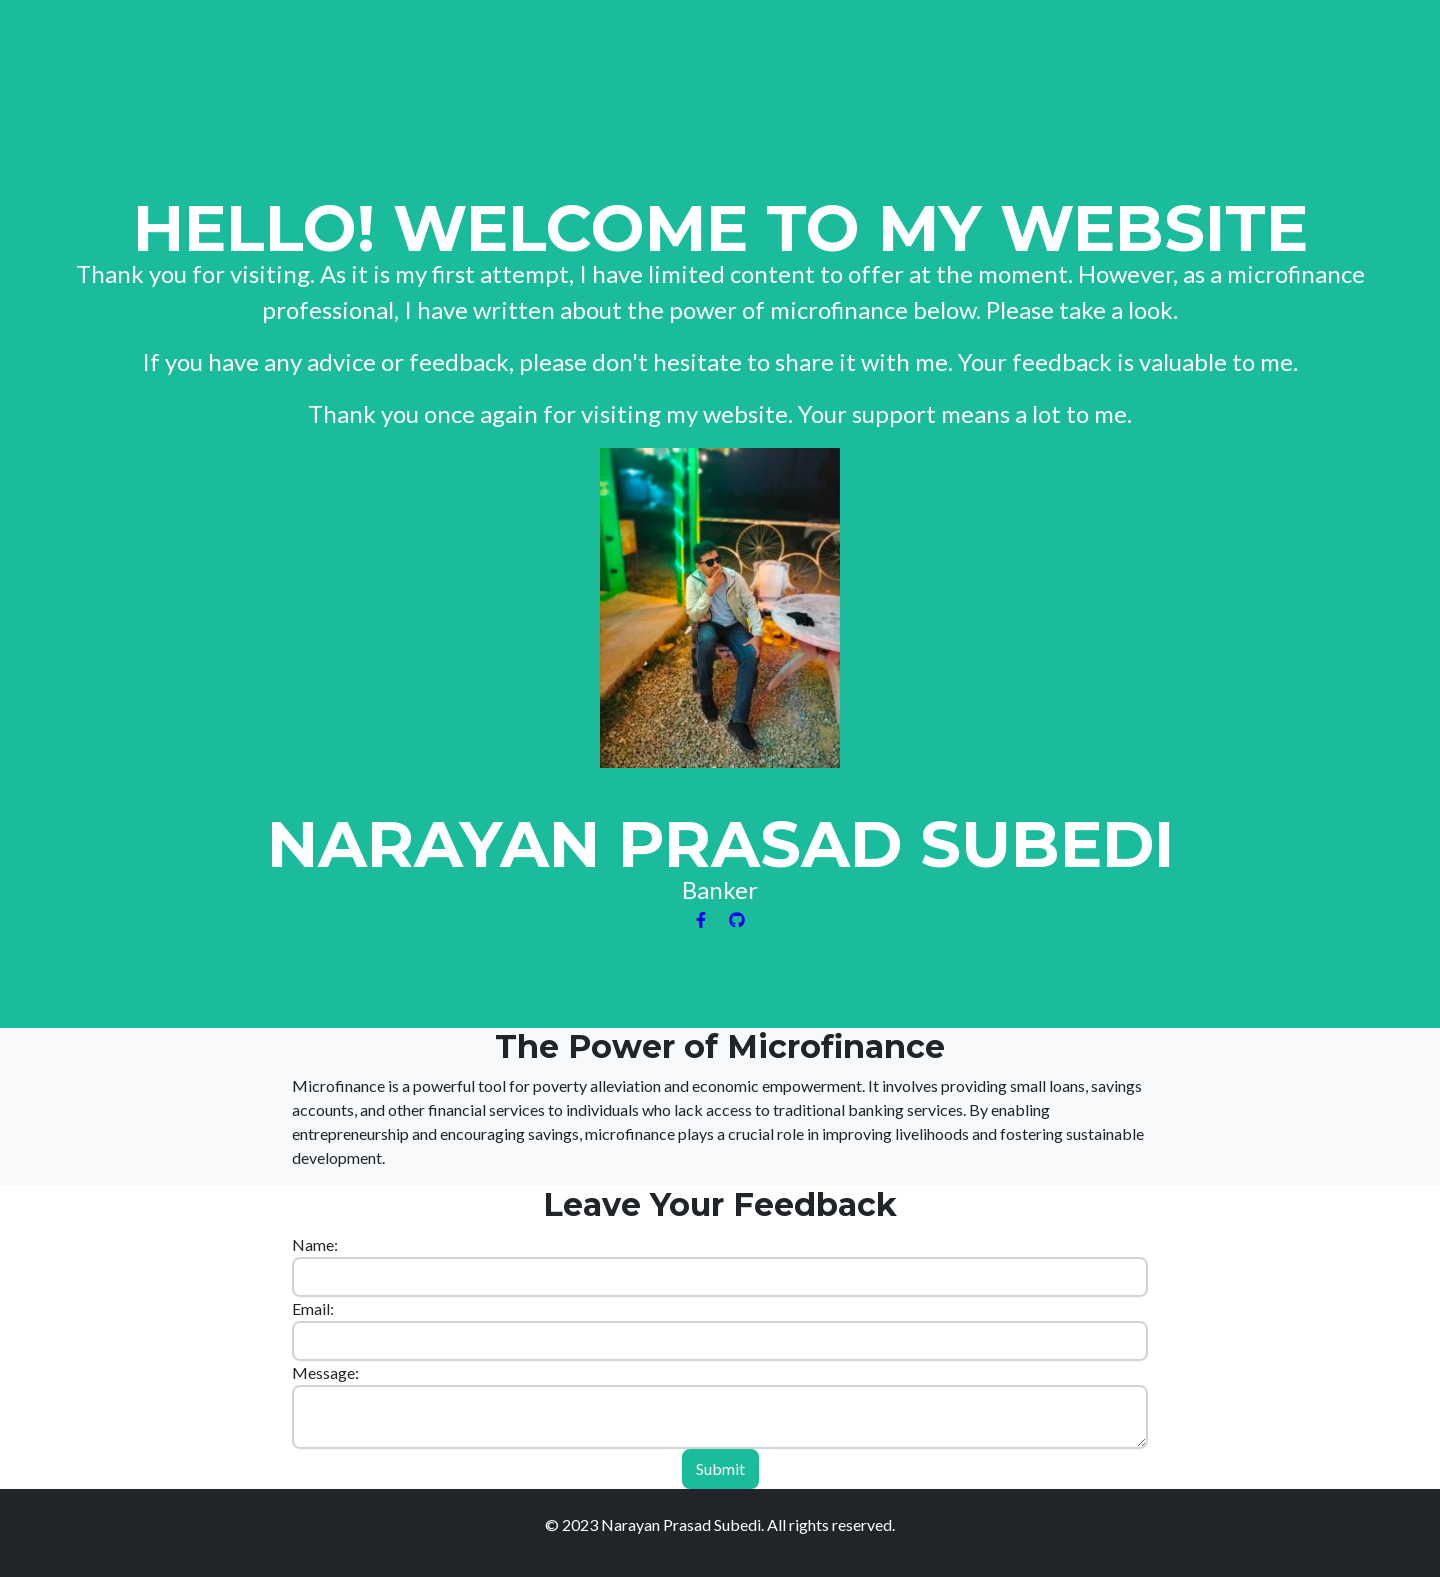 HELLO! WELCOME TO MY WEBSITE
Thank you for visiting. As it is my first attempt, I have limited content to offer at the moment. However, as a microfinance
professional, I have written about the power of microfinance below. Please take a look.
If you have any advice or feedback, please don't hesitate to share it with me. Your feedback is valuable to me.
Thank you once again for visiting my website. Your support means a lot to me.
NARAYAN PRASAD SUBEDI
Banker
The Power of Microfinance
Microfinance is a powerful tool for poverty alleviation and economic empowerment. It involves providing small loans, savings
accounts, and other financial services to individuals who lack access to traditional banking services. By enabling
entrepreneurship and encouraging savings, microfinance plays a crucial role in improving livelihoods and fostering sustainable
development.
Leave Your Feedback
Name:
Email:
Message:
Submit
© 2023 Narayan Prasad Subedi. All rights reserved.